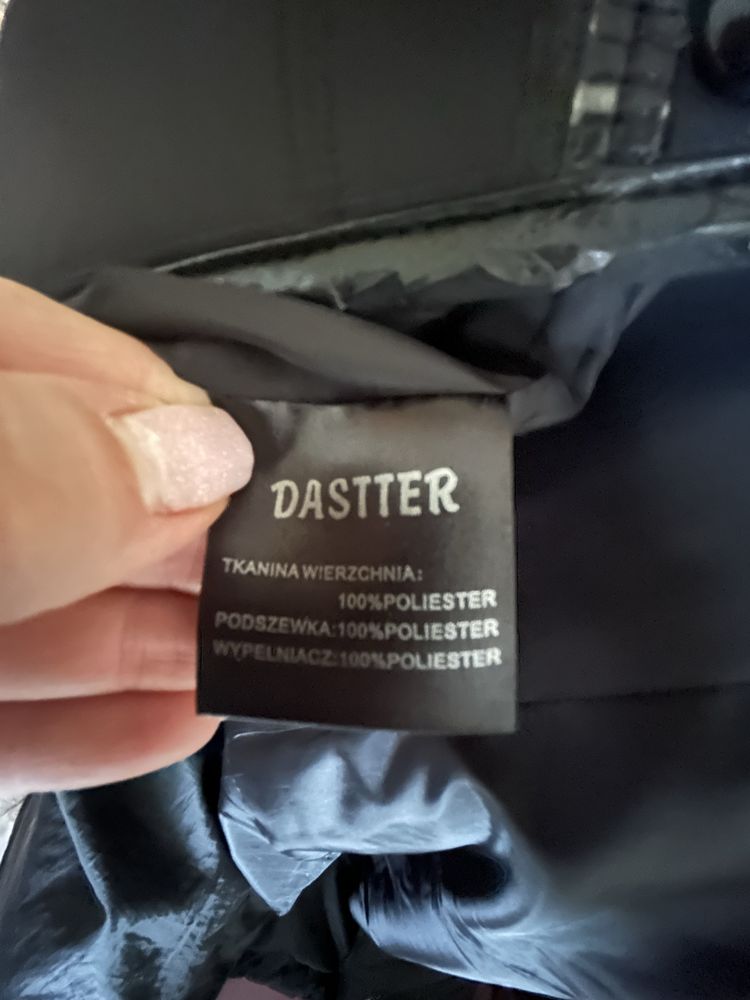 DASTTER
TKANINA WIERZCHNIA:
100%POLIESTER
PODSZEWKA:100%POLIESTER
WYPEŁNIACZ:100%POLIESTER